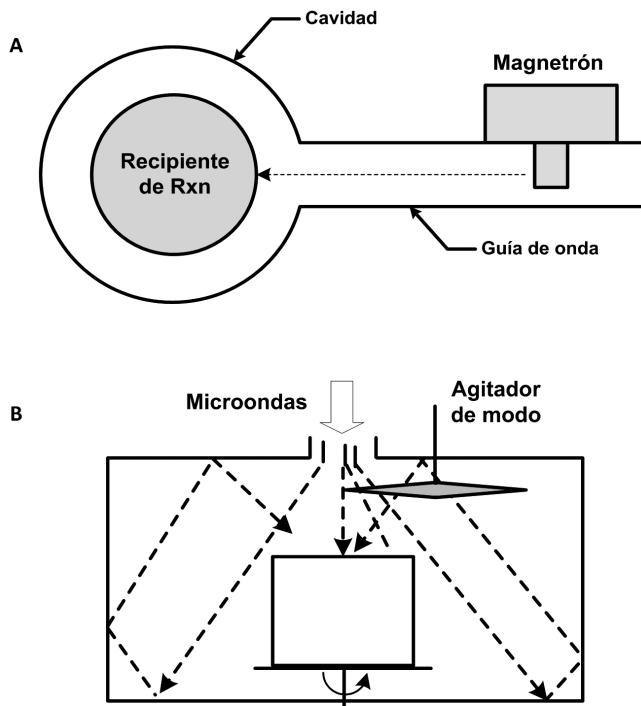 A
Cavidad
Magnetrón
Recipiente
de Rxn
Guía de onda
B
Microondas
Agitador
de modo